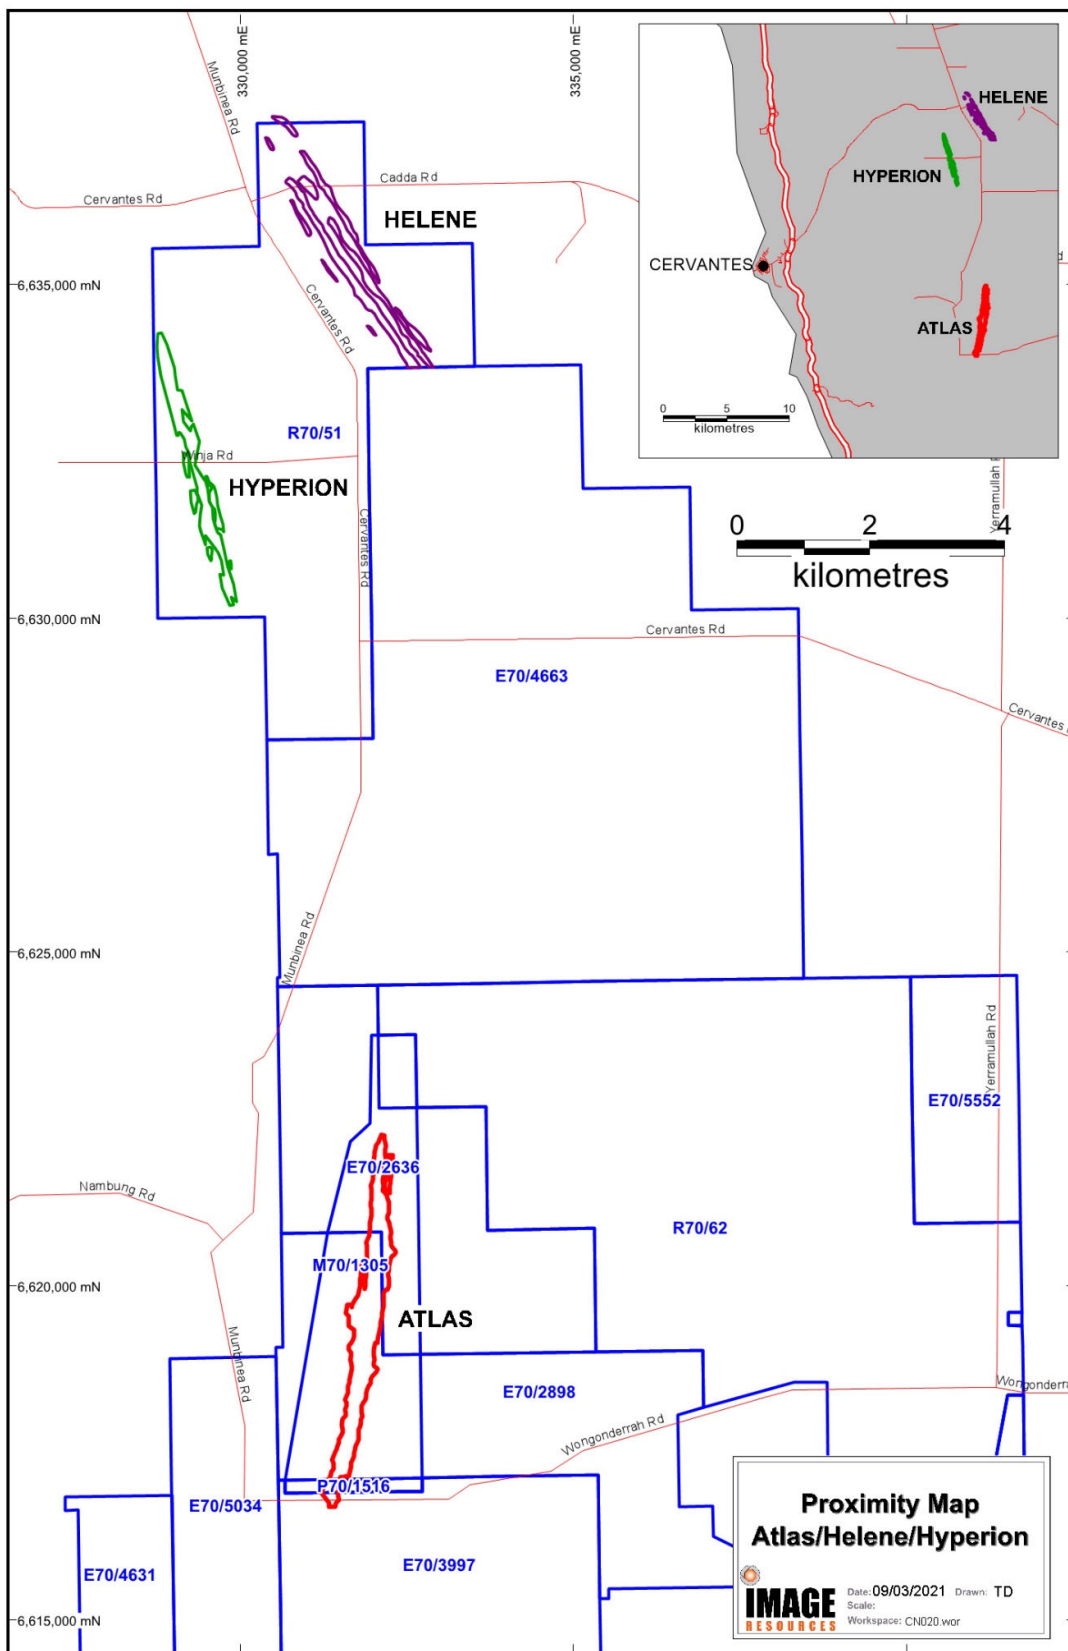 330,000 mE
335,000 mE
Munbinea Rd
Cervantes Rd
Cadda Rd
HELENE
6,635,000 mN
Cervantes Rd
R70/51
Winja Rd
HYPERION
Cervantes Rd
HELENE
HYPERION
CERVANTES
ATLAS
0 5 10
kilometres
Yerramullah
0 2 4
kilometres
6,630,000 mN
Cervantes Rd
E70/4663
Cervantes
6,625,000 mN
Munbinea Rd
Yerramullah Rd
E70/5552
E70/2636
Nambung Rd
R70/62
M70/1305
6,620,000 mN
ATLAS
Munbinea Rd
E70/2898
Wongonderrah Rd
Wongonderra
P70/1516
E70/5034
E70/3997
E70/4631
6,615,000 mN
Proximity Map
Atlas/Helene/Hyperion
IMAGE
RESOURCES
Date: 09/03/2021 Drawn: TD
Scale:
Workspace: CN020.wor